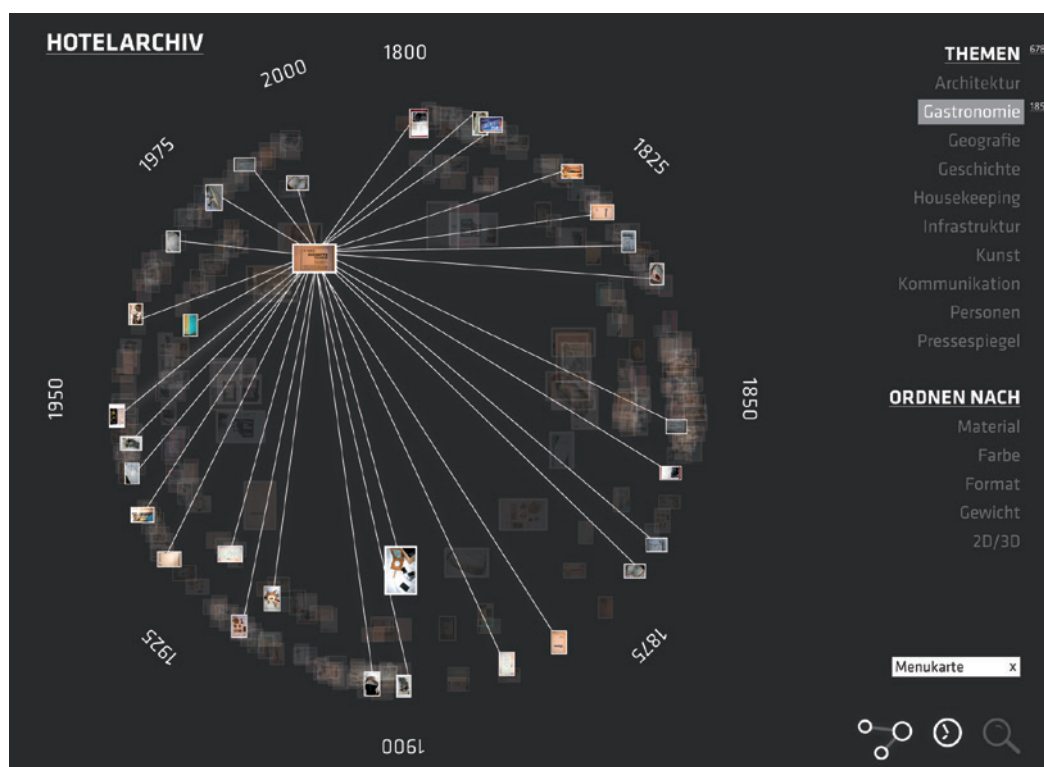 HOTELARCHIV
1800
2000
1975
1825
1950
1850
1925
1875
1900
THEMEN 678
Architektur
Gastronomie 185
Geografie
Geschichte
Housekeeping
Infrastruktur
Kunst
Kommunikation
Personen
Pressespiegel
ORDNEN NACH
Material
Farbe
Format
Gewicht
2D/3D
Menukarte x